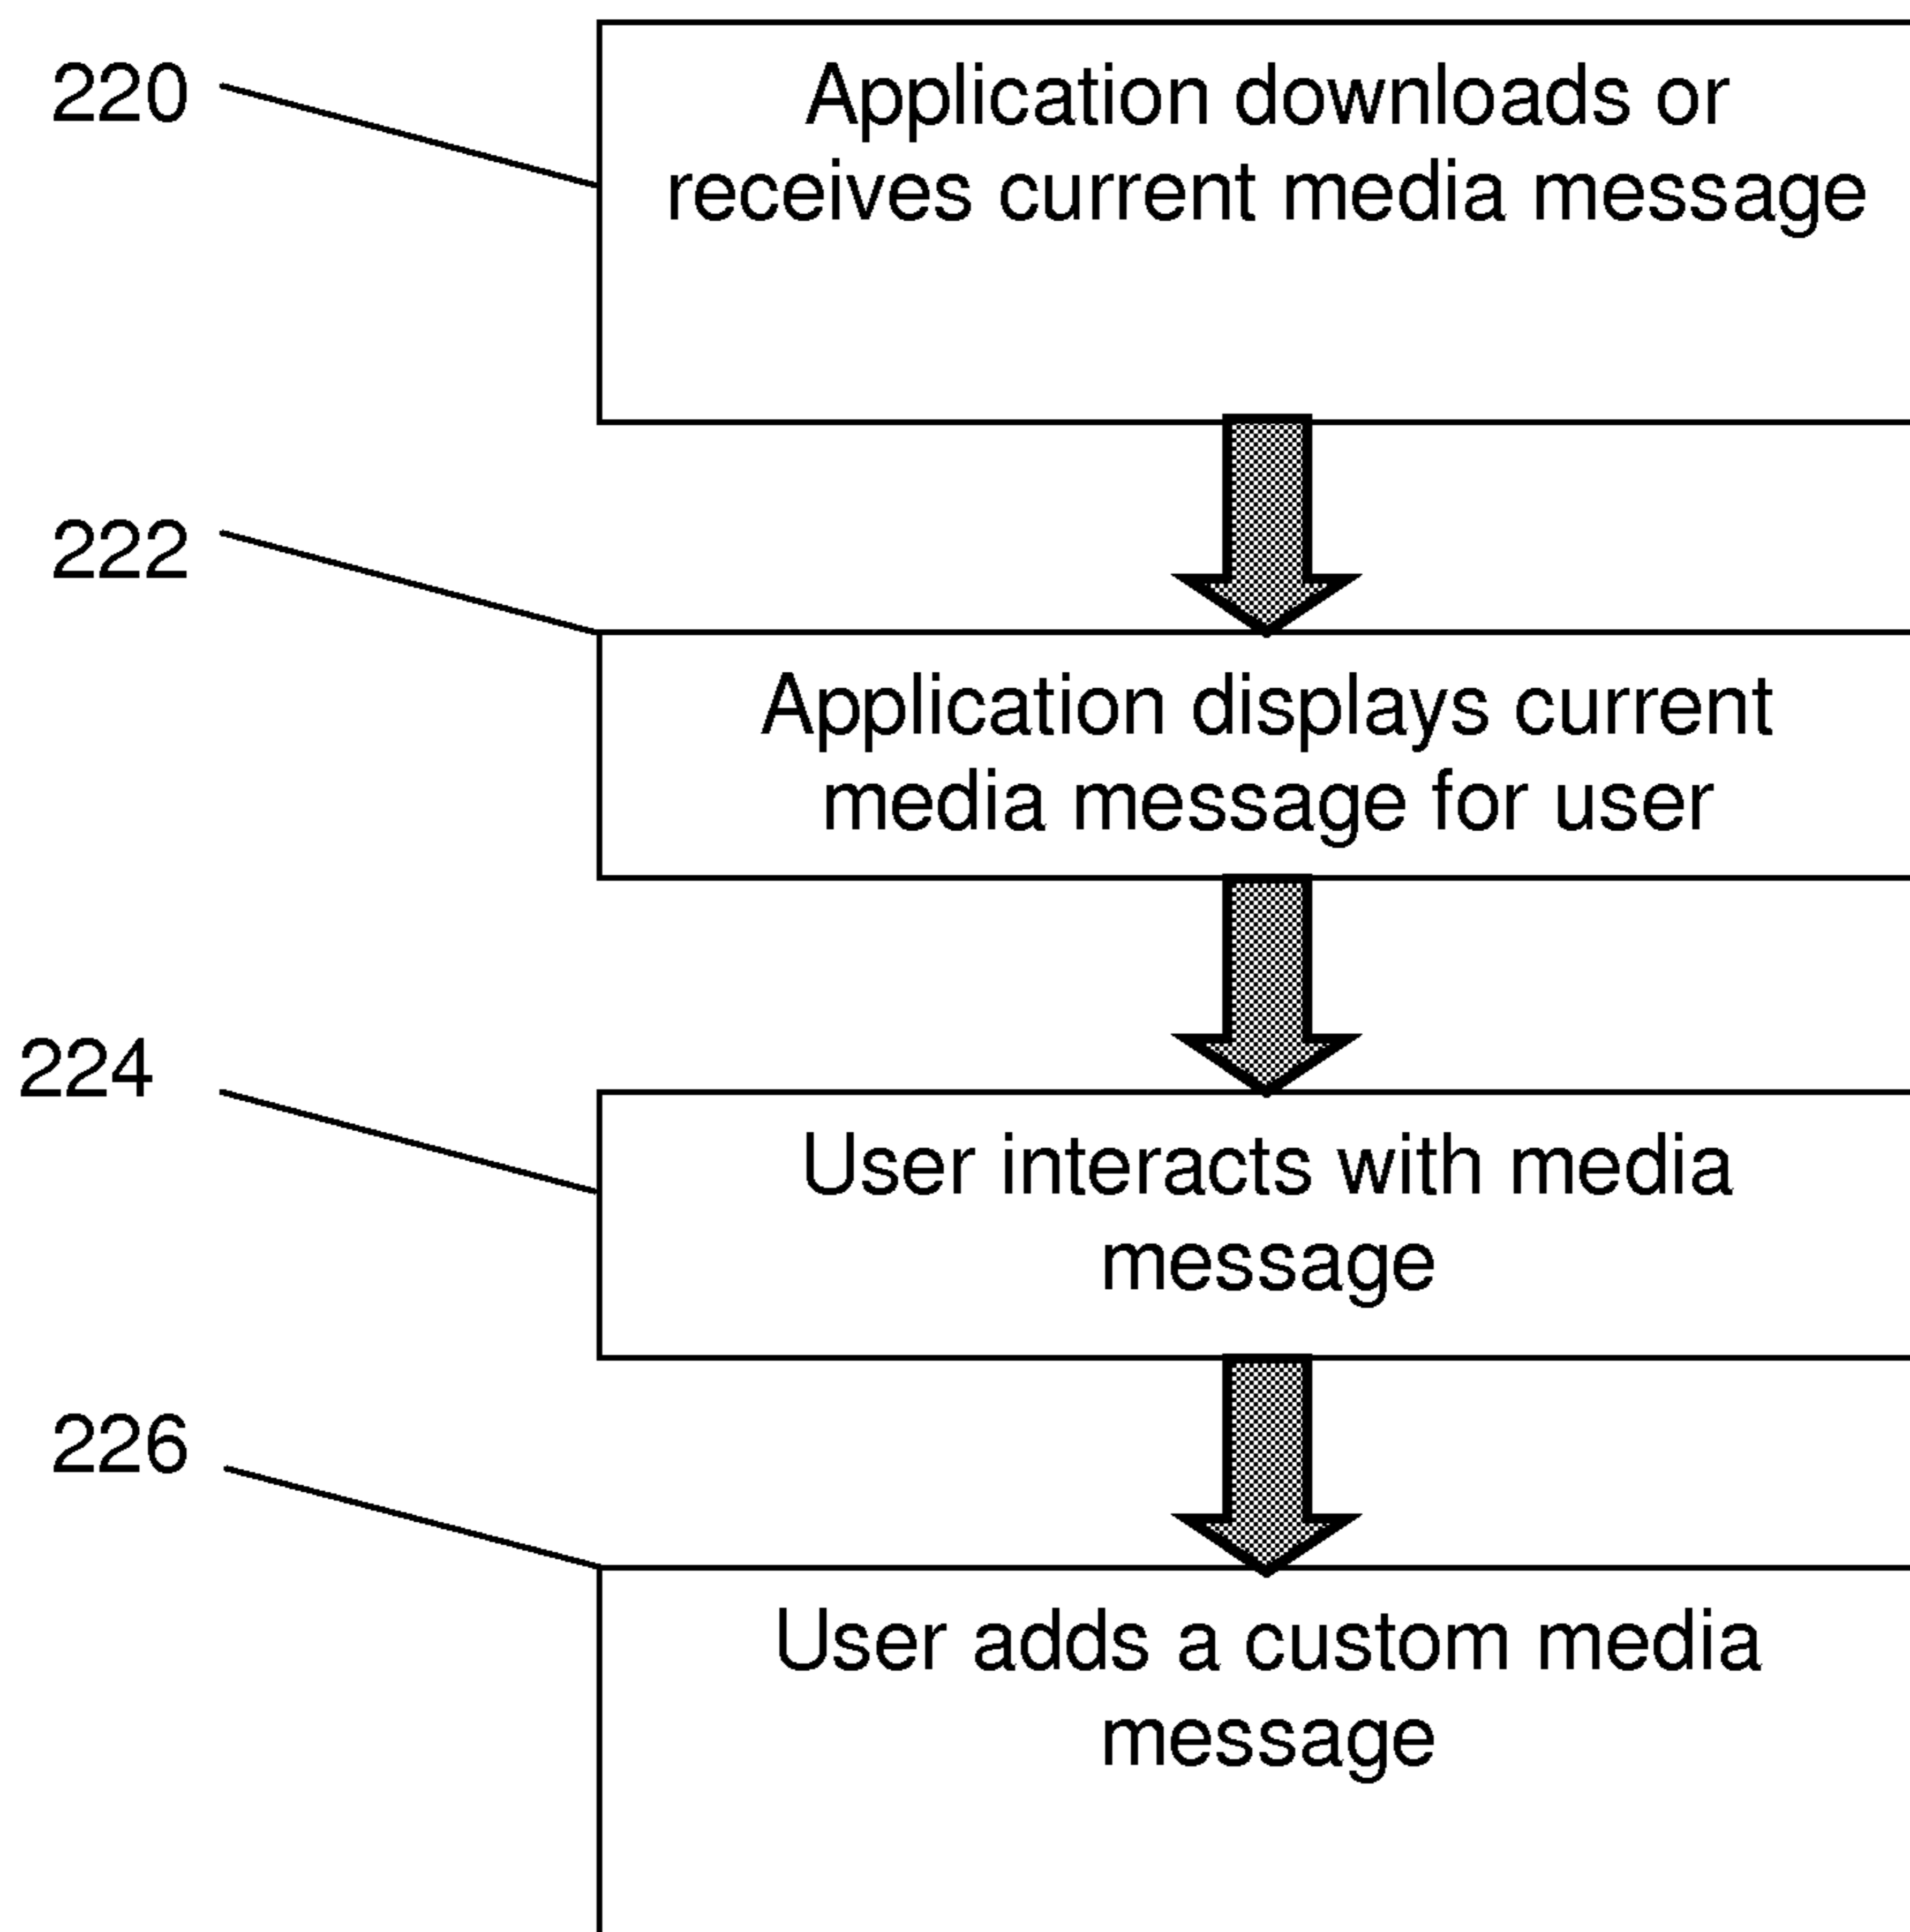 220
Application downloads or
receives current media message
222
Application displays current
media message for user
224
User interacts with media
message
226
User adds a custom media
message